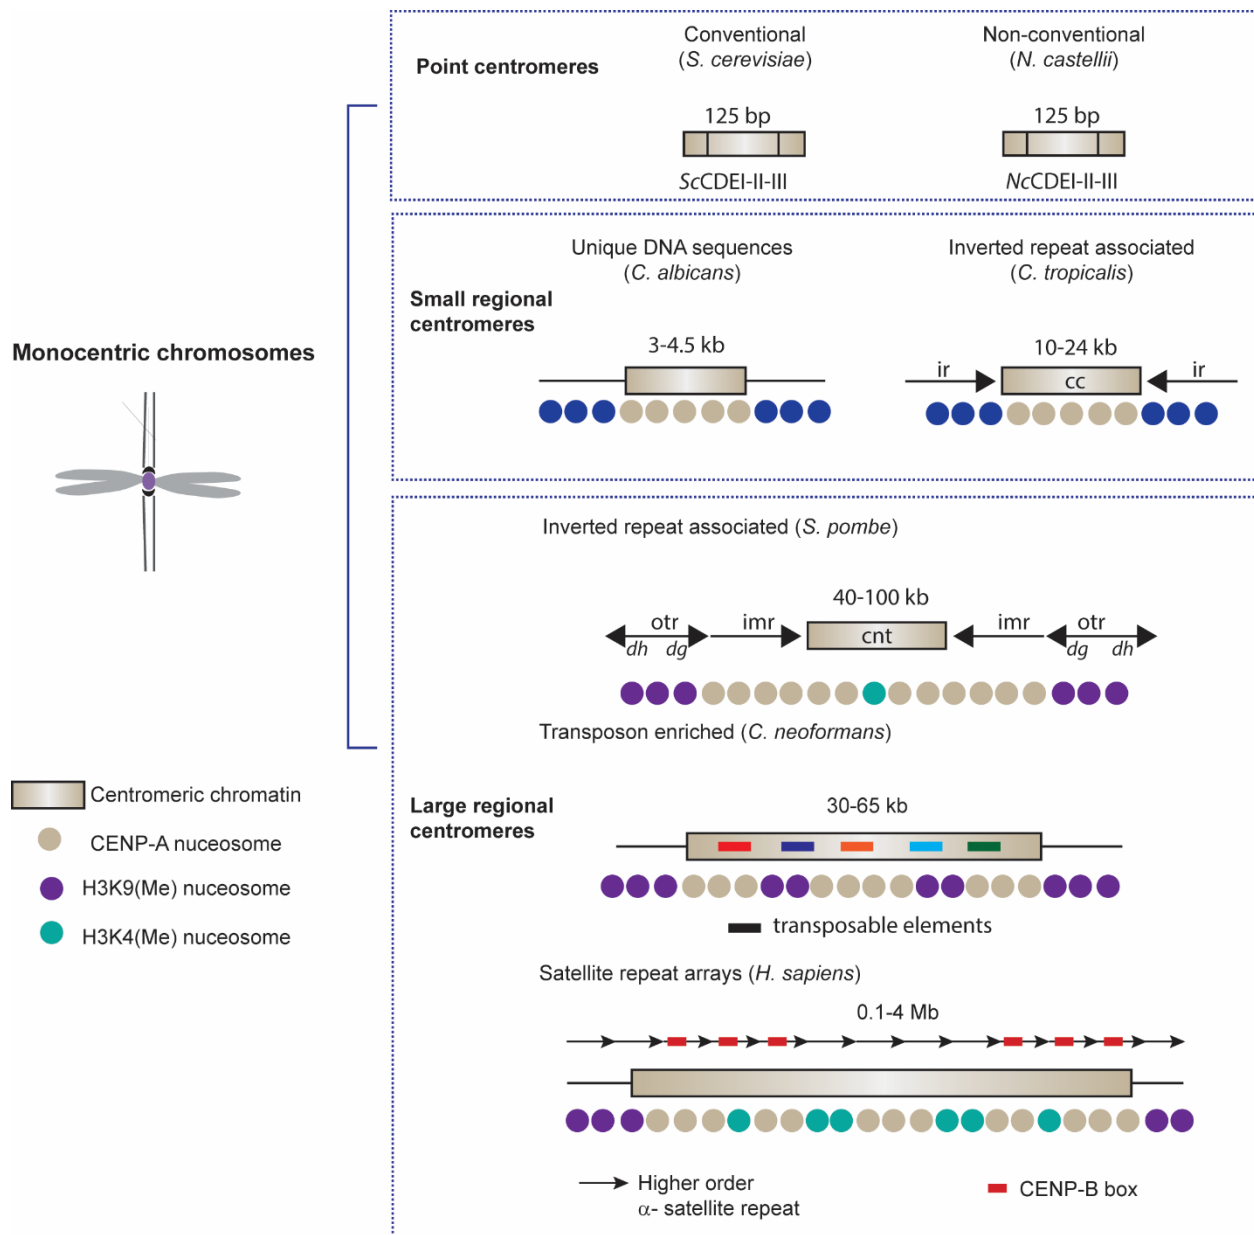 Conventional
(S. cerevisiae)
Non-conventional
(N. castellii)
Point centromeres
125 bp
125 bp
ScCDEI-II-III
NcCDEI-II-III
Unique DNA sequences
(C. albicans)
Inverted repeat associated
(C. tropicalis)
Small regional
centromeres
3-4.5 kb
10-24 kb
ir
cc
ir
Monocentric chromosomes
Inverted repeat associated (S. pombe)
40-100 kb
otr
imr
cnt
imr
otr
dh
dg
dg
dh
Transposon enriched (C. neoformans)
Large regional
centromeres
30-65 kb
transposable elements
Centromeric chromatin
CENP-A nuceosome
H3K9(Me) nuceosome
H3K4(Me) nuceosome
Satellite repeat arrays (H. sapiens)
0.1-4 Mb
Higher order
α- satellite repeat
CENP-B box